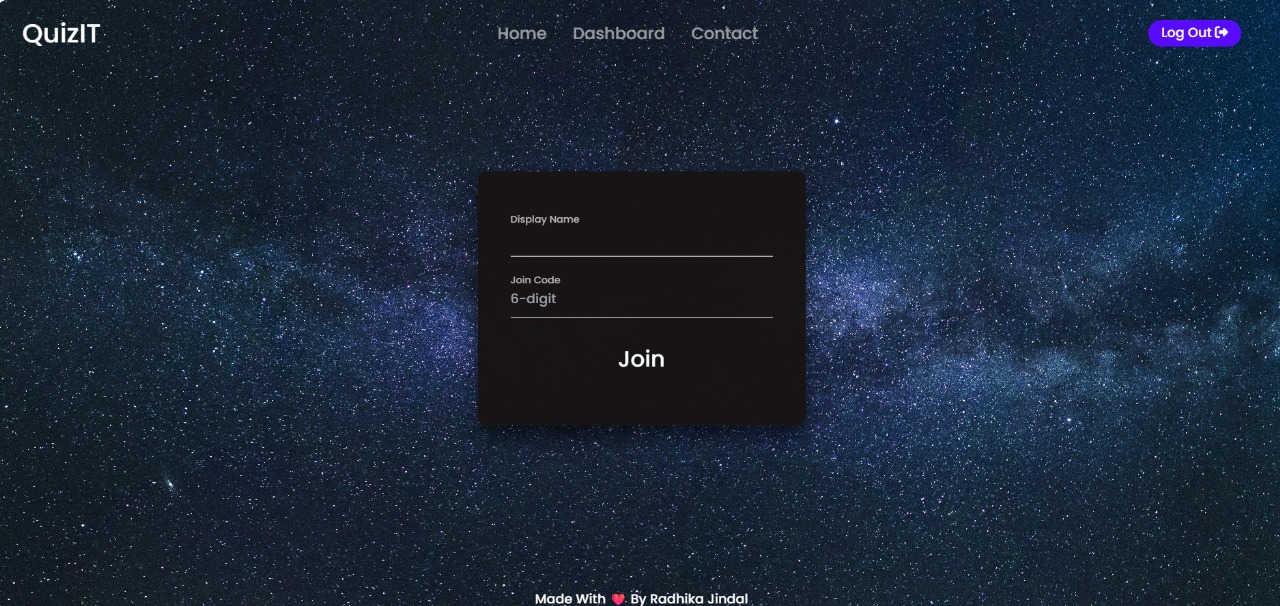 QuizIT
Home Dashboard Contact
Log Out
Display Name
Join Code
6-digit
Join
Made With ❤️ By Radhika Jindal